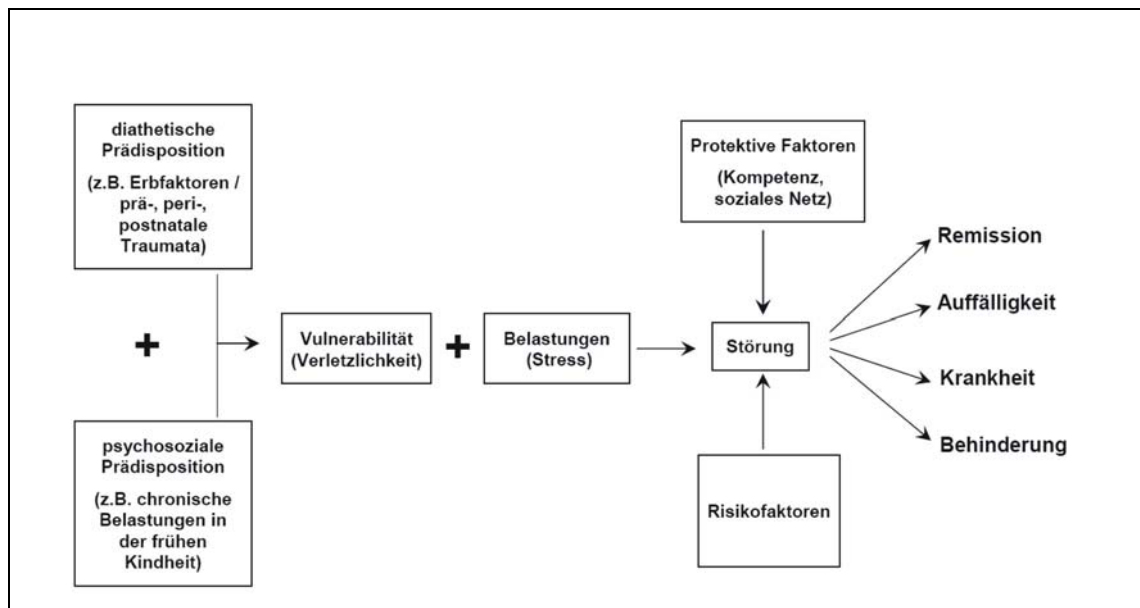 diathetische
Prädisposition
(z.B. Erbfaktoren /
prä-, peri-,
postnatale
Traumata)
+
psychosoziale
Prädisposition
(z.B. chronische
Belastungen in
der frühen
Kindheit)
Vulnerabilität
(Verletzlichkeit)
+
Belastungen
(Stress)
Protektive Faktoren
(Kompetenz,
soziales Netz)
Störung
Risikofaktoren
Remission
Auffälligkeit
Krankheit
Behinderung